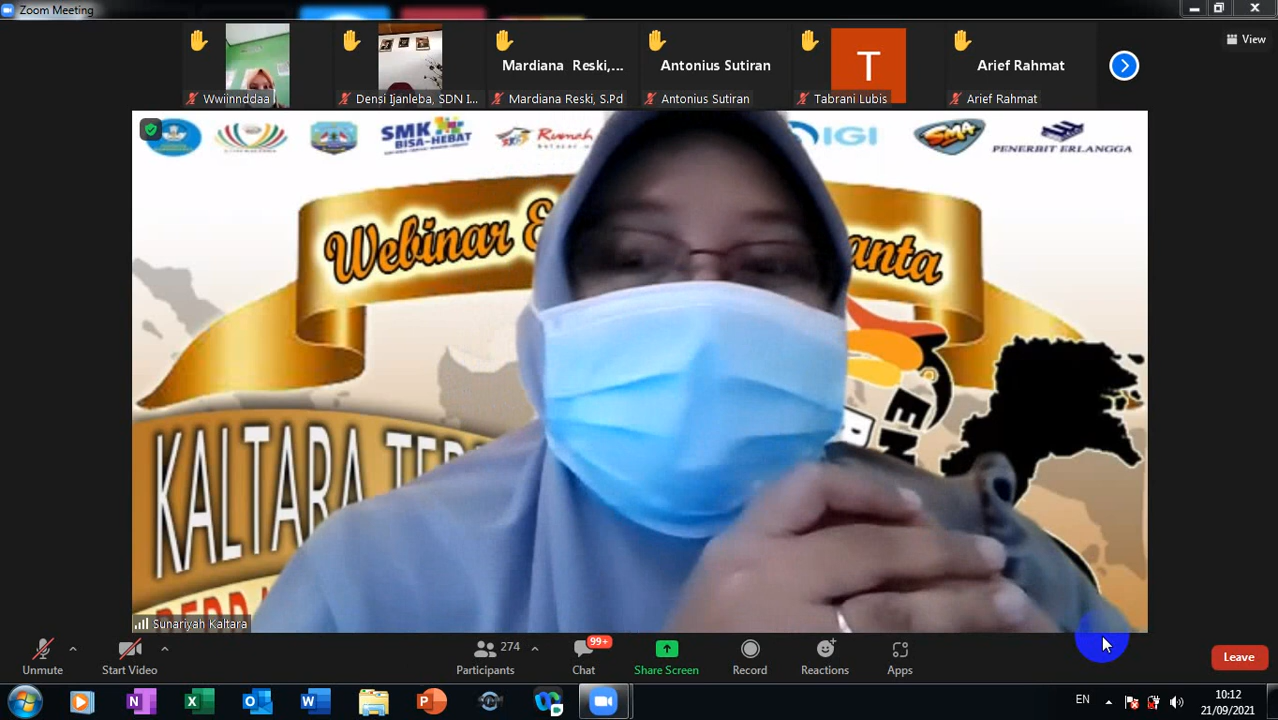 Zoom Meeting
View
Mardiana Reski,...
Antonius Sutiran
T
Arief Rahmat
Wwiinnddaa
Densi Ijanleba, SDN I...
Mardiana Reski, S.Pd
Antonius Sutiran
Tabrani Lubis
Arief Rahmat
SMK
BISA-HEBAT
Rumah
IGI
SMA
PENERBIT ERLANGGA
Webinar
anta
KALTARA
Sunariyah Kaltara
Unmute
Start Video
Participants
274
Chat
99+
Share Screen
Record
Reactions
Apps
Leave
EN
10:12
21/09/2021